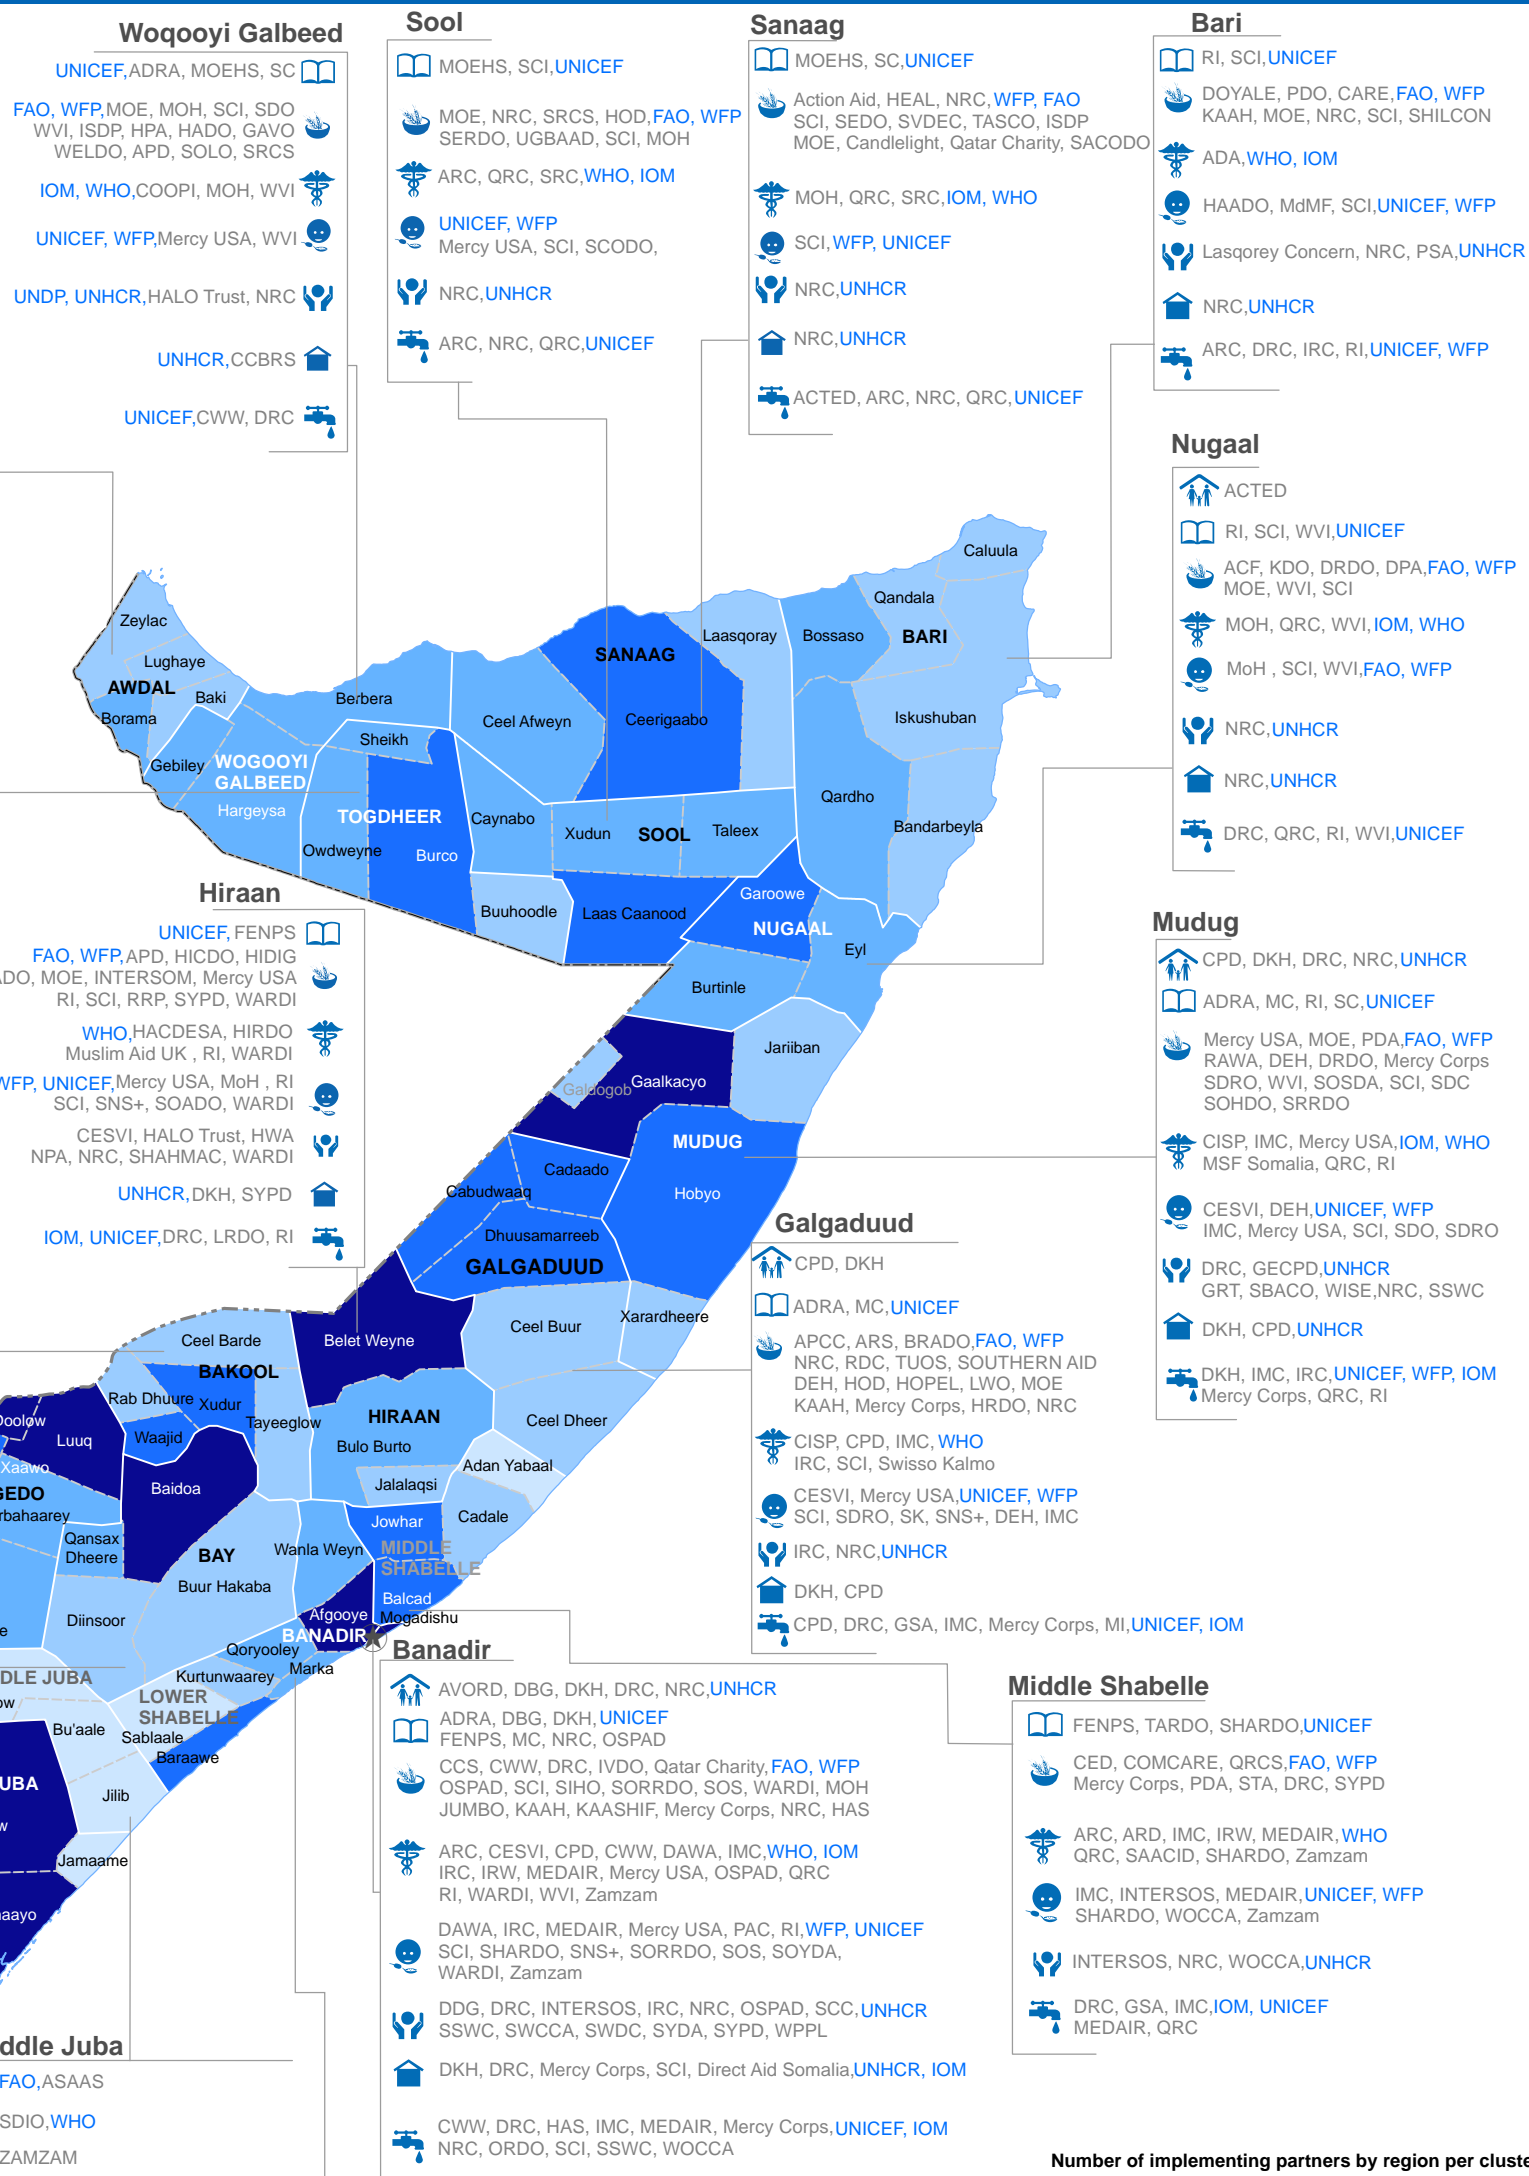 Woqooyi Galbeed
UNICEF,ADRA, MOEHS, SC
FAO, WFP,MOE, MOH, SCI, SDO
WVI, ISDP, HPA, HADO, GAVO
WELDO, APD, SOLO, SRCS
IOM, WHO,COOPI, MOH, WVI
UNICEF, WFP,Mercy USA, WVI
UNDP, UNHCR,HALO Trust, NRC
UNHCR,CCBRS
UNICEF,CWW, DRC
Sool
MOEHS, SCI,UNICEF
MOE, NRC, SRCS, HOD,FAO, WFP
SERDO, UGBAAD, SCI, MOH
ARC, QRC, SRC,WHO, IOM
UNICEF, WFP
Mercy USA, SCI, SCODO,
NRC,UNHCR
ARC, NRC, QRC,UNICEF
Sanaag
MOEHS, SC,UNICEF
Action Aid, HEAL, NRC,WFP, FAO
SCI, SEDO, SVDEC, TASCO, ISDP
MOE, Candlelight, Qatar Charity, SACODO
MOH, QRC, SRC,IOM, WHO
SCI,WFP, UNICEF
NRC,UNHCR
NRC,UNHCR
ACTED, ARC, NRC, QRC,UNICEF
Bari
RI, SCI,UNICEF
DOYALE, PDO, CARE,FAO, WFP
KAAH, MOE, NRC, SCI, SHILCON
ADA,WHO, IOM
HAADO, MdMF, SCI,UNICEF, WFP
Lasqorey Concern, NRC, PSA,UNHCR
NRC,UNHCR
ARC, DRC, IRC, RI,UNICEF, WFP
Nugaal
ACTED
RI, SCI, WVI,UNICEF
ACF, KDO, DRDO, DPA,FAO, WFP
MOE, WVI, SCI
MOH, QRC, WVI,IOM, WHO
MoH , SCI, WVI,FAO, WFP
NRC,UNHCR
NRC,UNHCR
DRC, QRC, RI, WVI,UNICEF
Caluula
Qandala
Zeylac
Laasqoray
Bossaso
BARI
Lughaye
SANAAG
AWDAL
Baki
Berbera
Borama
Ceel Afweyn
Ceerigaabo
Iskushuban
Sheikh
Gebiley
WOGOOYI
GALBEED
Hargeysa
TOGDHEER
Caynabo
Xudun
SOOL
Taleex
Qardho
Bandarbeyla
Owdweyne
Burco
Garoowe
Buuhoodle
Laas Caanood
NUGAAL
Eyl
Burtinle
Jariiban
Gaalkacyo
Galdogob
MUDUG
Cadaado
Cabudwaaq
Hobyo
Dhuusamarreeb
GALGADUUD
Hiraan
UNICEF, FENPS
FAO, WFP,APD, HICDO, HIDIG
ADO, MOE, INTERSOM, Mercy USA
RI, SCI, RRP, SYPD, WARDI
WHO,HACDESA, HIRDO
Muslim Aid UK , RI, WARDI
WFP, UNICEF,Mercy USA, MoH , RI
SCI, SNS+, SOADO, WARDI
CESVI, HALO Trust, HWA
NPA, NRC, SHAHMAC, WARDI
UNHCR,DKH, SYPD
IOM, UNICEF,DRC, LRDO, RI
Mudug
CPD, DKH, DRC, NRC,UNHCR
ADRA, MC, RI, SC,UNICEF
Mercy USA, MOE, PDA,FAO, WFP
RAWA, DEH, DRDO, Mercy Corps
SDRO, WVI, SOSDA, SCI, SDC
SOHDO, SRRDO
CISP, IMC, Mercy USA,IOM, WHO
MSF Somalia, QRC, RI
CESVI, DEH,UNICEF, WFP
IMC, Mercy USA, SCI, SDO, SDRO
DRC, GECPD,UNHCR
GRT, SBACO, WISE,NRC, SSWC
DKH, CPD,UNHCR
DKH, IMC, IRC,UNICEF, WFP, IOM
Mercy Corps, QRC, RI
Galgaduud
CPD, DKH
ADRA, MC,UNICEF
APCC, ARS, BRADO,FAO, WFP
NRC, RDC, TUOS, SOUTHERN AID
DEH, HOD, HOPEL, LWO, MOE
KAAH, Mercy Corps, HRDO, NRC
CISP, CPD, IMC, WHO
IRC, SCI, Swisso Kalmo
CESVI, Mercy USA,UNICEF, WFP
SCI, SDRO, SK, SNS+, DEH, IMC
IRC, NRC,UNHCR
DKH, CPD
CPD, DRC, GSA, IMC, Mercy Corps, MI,UNICEF, IOM
Ceel Barde
Belet Weyne
Ceel Buur
Xarardheere
BAKOOL
Rab Dhuure
Xudur
Tayeeglow
HIRAAN
Ceel Dheer
Doolow
Luuq
Waajid
Bulo Burto
Xaawo
Adan Yabaal
Baidoa
Jalalaqsi
GEDO
rbahaarey
Jowhar
Cadale
Qansax
Dheere
BAY
Wanla Weyn
MIDDLE
SHABELLE
Buur Hakaba
Balcad
Diinsoor
Afgooye
Mogadishu
BANADIR
e
Qoryooley
Marka
Kurtunwaarey
DLE JUBA
LOWER
SHABELLE
ow
Bu'aale
Sablaale
Baraawe
UBA
Jilib
w
Jamaame
naayo
Banadir
AVORD, DBG, DKH, DRC, NRC,UNHCR
ADRA, DBG, DKH,UNICEF
FENPS, MC, NRC, OSPAD
CCS, CWW, DRC, IVDO, Qatar Charity,FAO, WFP
OSPAD, SCI, SIHO, SORRDO, SOS, WARDI, MOH
JUMBO, KAAH, KAASHIF, Mercy Corps, NRC, HAS
ARC, CESVI, CPD, CWW, DAWA, IMC,WHO, IOM
IRC, IRW, MEDAIR, Mercy USA, OSPAD, QRC
RI, WARDI, WVI, Zamzam
DAWA, IRC, MEDAIR, Mercy USA, PAC, RI,WFP, UNICEF
SCI, SHARDO, SNS+, SORRDO, SOS, SOYDA,
WARDI, Zamzam
DDG, DRC, INTERSOS, IRC, NRC, OSPAD, SCC,UNHCR
SSWC, SWCCA, SWDC, SYDA, SYPD, WPPL
DKH, DRC, Mercy Corps, SCI, Direct Aid Somalia,UNHCR, IOM
CWW, DRC, HAS, IMC, MEDAIR, Mercy Corps,UNICEF, IOM
NRC, ORDO, SCI, SSWC, WOCCA
Middle Shabelle
FENPS, TARDO, SHARDO,UNICEF
CED, COMCARE, QRCS,FAO, WFP
Mercy Corps, PDA, STA, DRC, SYPD
ARC, ARD, IMC, IRW, MEDAIR,WHO
QRC, SAACID, SHARDO, Zamzam
IMC, INTERSOS, MEDAIR,UNICEF, WFP
SHARDO, WOCCA, Zamzam
INTERSOS, NRC, WOCCA,UNHCR
DRC, GSA, IMC,IOM, UNICEF
MEDAIR, QRC
ddle Juba
FAO,ASAAS
SDIO,WHO
ZAMZAM
Number of implementing partners by region per cluste